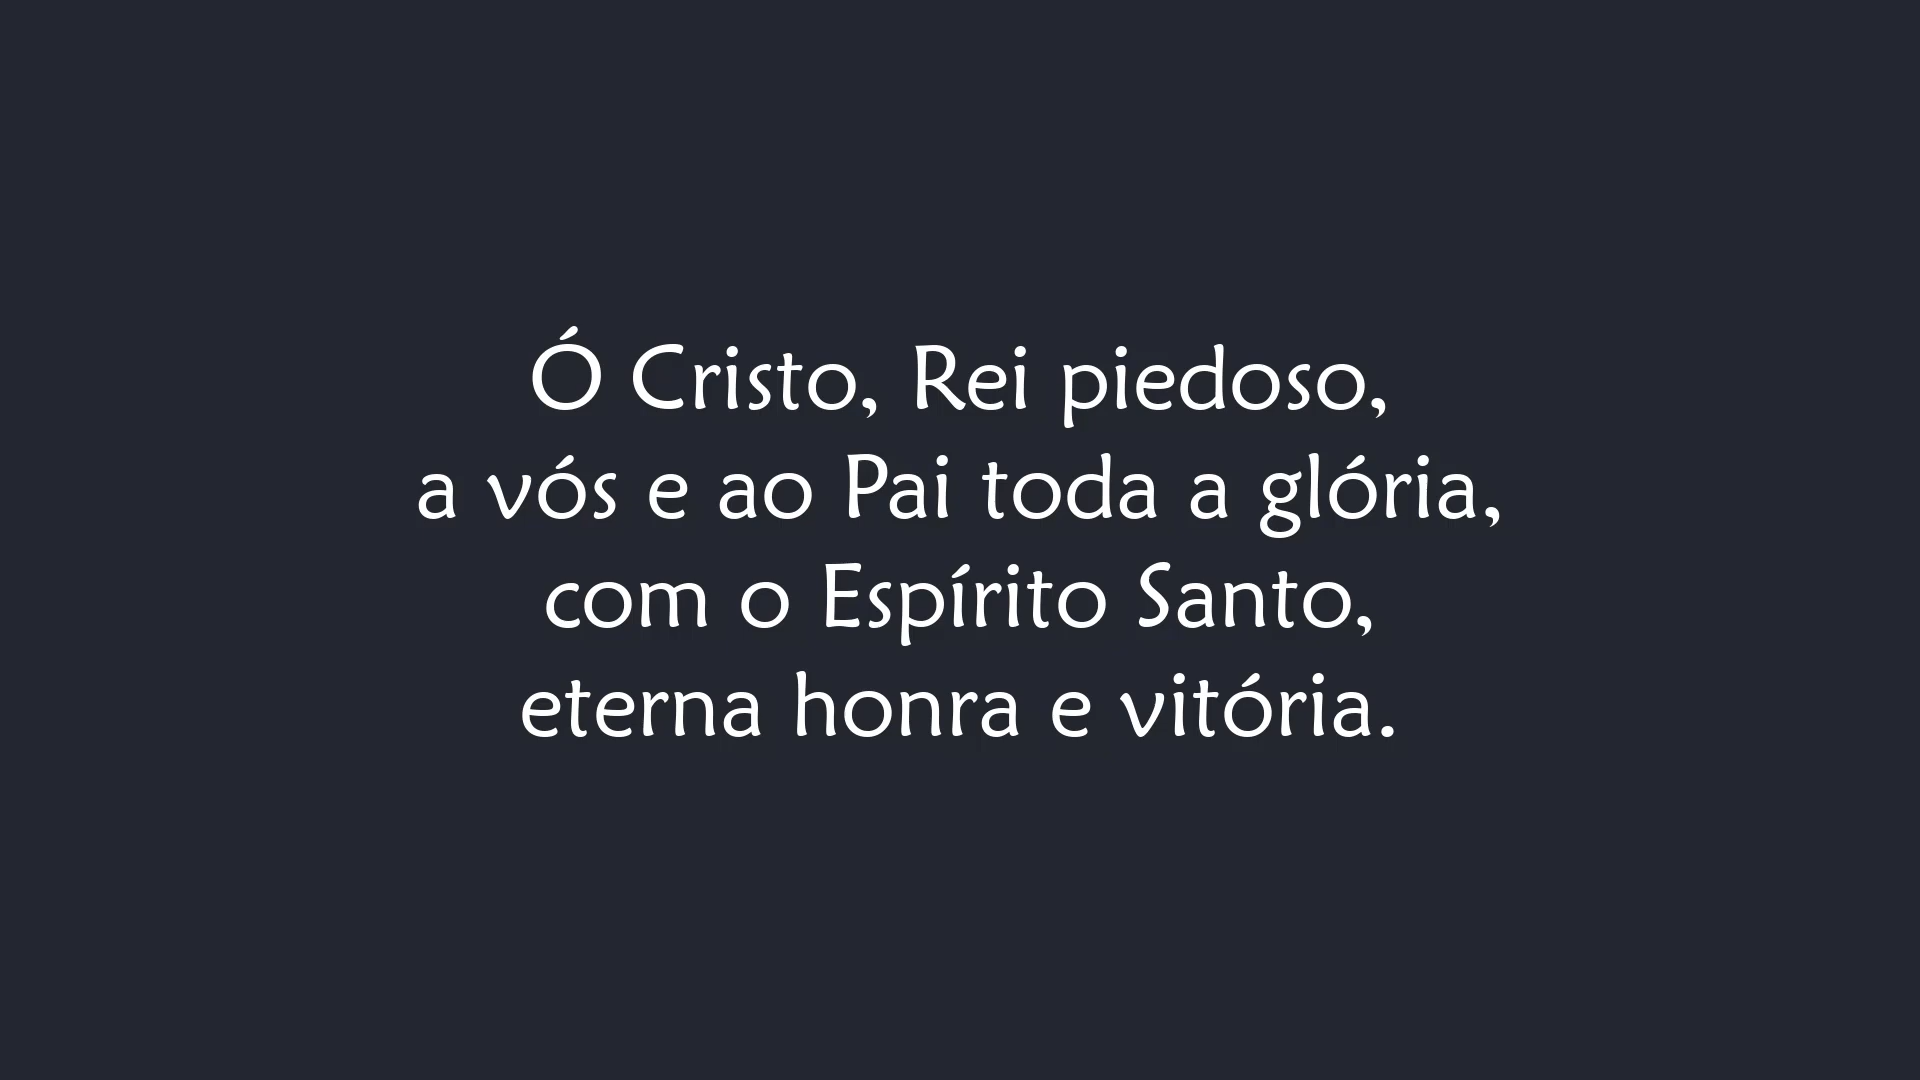 Ó Cristo, Rei piedoso,
a vós e ao Pai toda a glória,
com o Espírito Santo,
eterna honra e vitória.